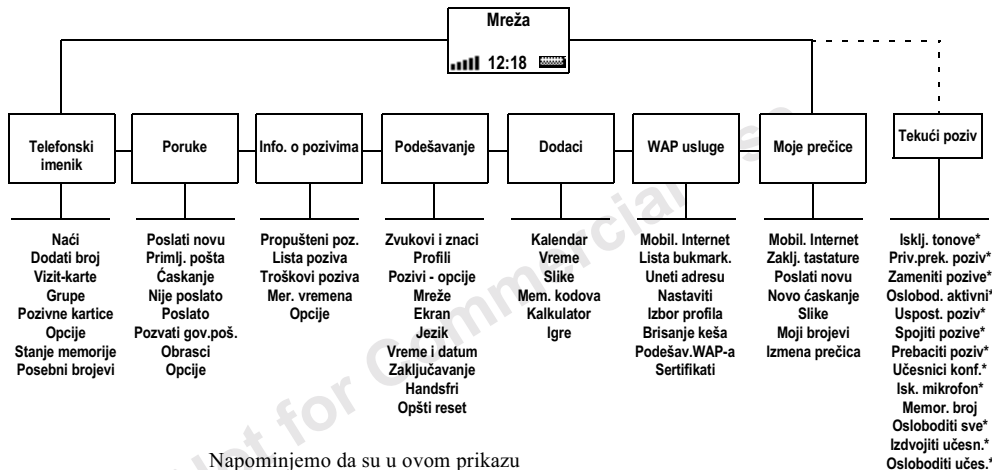 Mreža
12:18
Telefonski
imenik
Poruke
Info. o pozivima
Podešavanje
Dodaci
WAP usluge
Moje prečice
Tekući poziv
Naći
Dodati broj
Vizit-karte
Grupe
Pozivne kartice
Opcije
Stanje memorije
Posebni brojevi
Poslati novu
Primlj. pošta
Ćaskanje
Nije poslato
Poslato
Pozvati gov.poš.
Obrasci
Opcije
Propušteni poz.
Lista poziva
Troškovi poziva
Mer. vremena
Opcije
Zvukovi i znaci
Profili
Pozivi - opcije
Mreže
Ekran
Jezik
Vreme i datum
Zaključavanje
Handsfri
Opšti reset
Kalendar
Vreme
Slike
Mem. kodova
Kalkulator
Igre
Mobil. Internet
Lista bukmark.
Uneti adresu
Nastaviti
Izbor profila
Brisanje keša
Podešav.WAP-a
Sertifikati
Mobil. Internet
Zaklj. tastature
Poslati novu
Novo ćaskanje
Slike
Moji brojevi
Izmena prečica
Isklj. tonove*
Priv.prek. poziv*
Zameniti pozive*
Oslobod. aktivni*
Uspost. poziv*
Spojiti pozive*
Prebaciti poziv*
Učesnici konf.*
Isk. mikrofon*
Memor. broj
Osloboditi sve*
Izdvojiti učesn.*
Osloboditi učes.*
Napominjemo da su u ovom prikazu
for Commercial